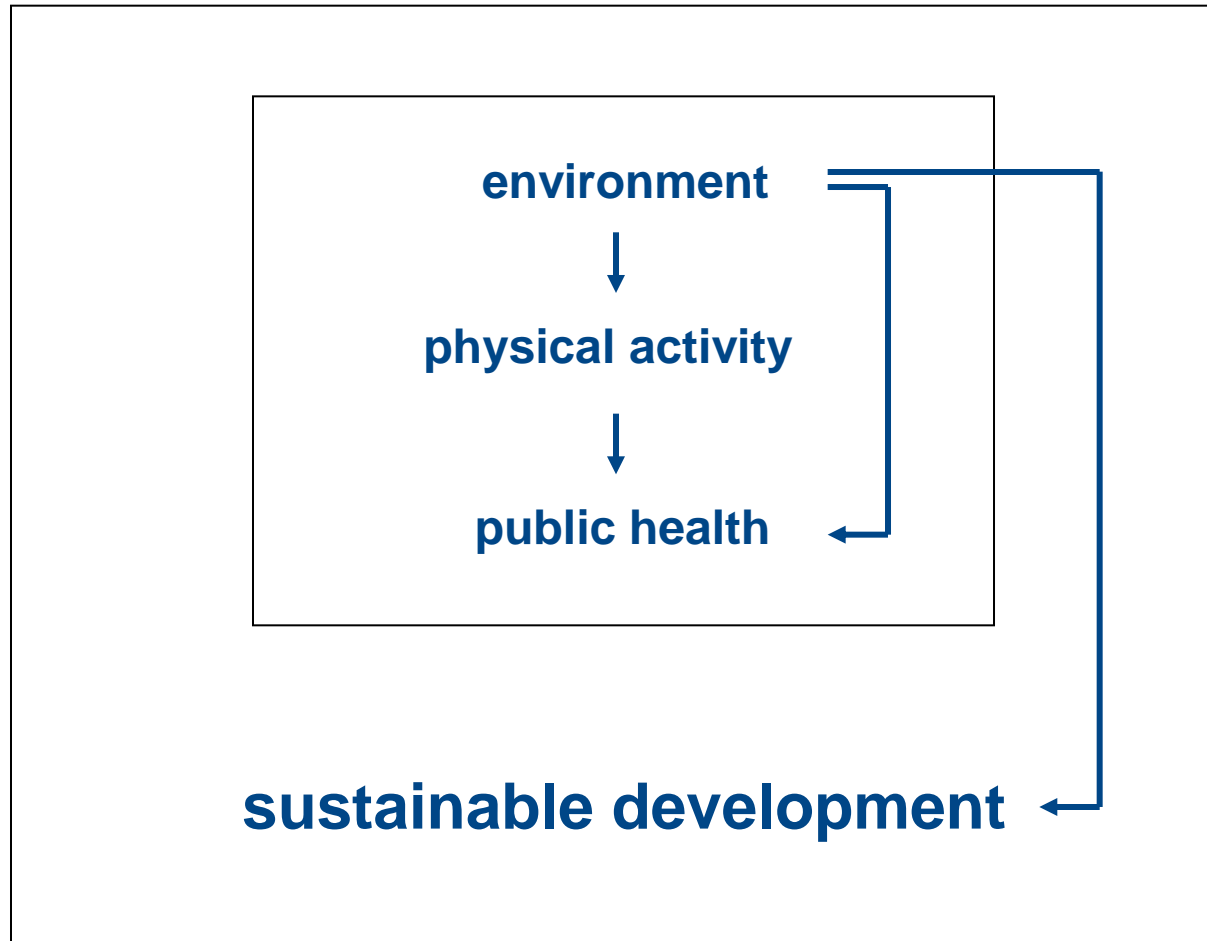 environment
physical activity
public health
sustainable development